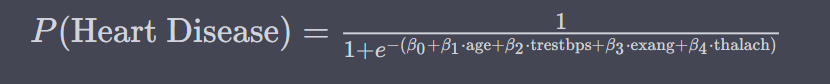 P(Heart Disease) = 1 / 1+e^−(β0+β1·age+β2·trestbps+β3·exang+β4·thalach)